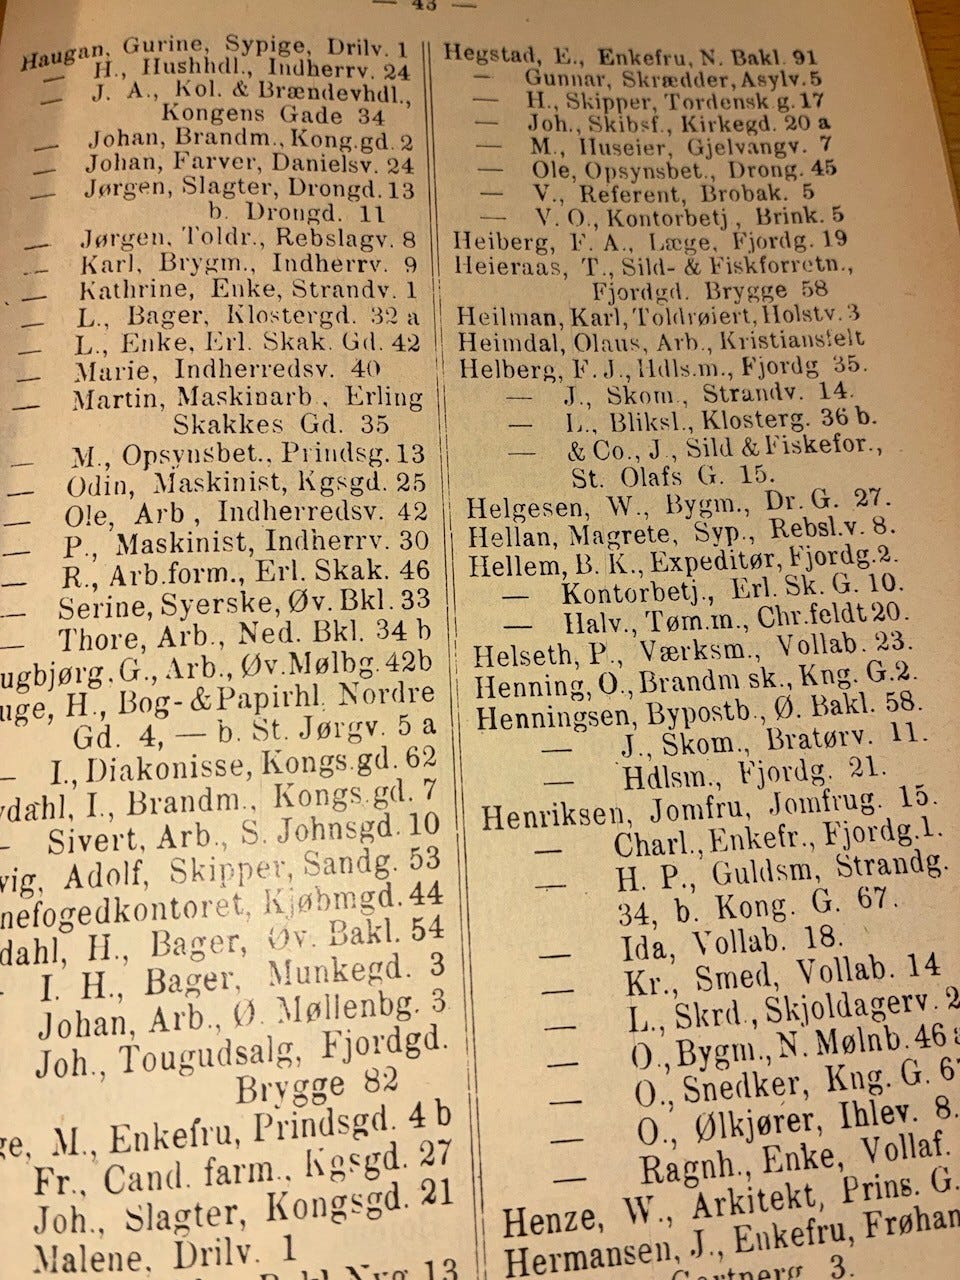 — 43 —
Haugan, Gurine, Sypige, Drilv. 1
— H., Hushhdl., Indherrv. 24
— J. A., Kol. & Brændevhdl.,
Kongens Gade 34
— Johan, Brandm., Kong.gd. 2
— Johan, Farver, Danielsv. 24
— Jørgen, Slagter, Drongd. 13
b. Drongd. 11
— Jørgen, Toldr., Rebslagv. 8
— Karl, Brygm., Indherrv. 9
— Kathrine, Enke, Strandv. 1
— L., Bager, Klostergd. 32 a
— L., Enke, Erl. Skak. Gd. 42
— Marie, Indherredsv. 40
— Martin, Maskinarb., Erling
Skakkes Gd. 35
— M., Opsynsbet., Prindsg. 13
— Odin, Maskinist, Kgsgd. 25
— Ole, Arb., Indherredsv. 42
— P., Maskinist, Indherrv. 30
— R., Arb.form., Erl. Skak. 46
— Serine, Syerske, Øv. Bkl. 33
— Thore, Arb., Ned. Bkl. 34 b
ugbjørg, G., Arb., Øv. Mølbg. 42b
uge, H., Bog- & Papirhl. Nordre
Gd. 4, — b. St. Jørgv. 5 a
— I., Diakonisse, Kongs.gd. 62
dahl, I., Brandm., Kongs.gd. 7
— Sivert, Arb., S. Johnsgd. 10
vig, Adolf, Skipper, Sandg. 53
nefogedkontoret, Kjøbmgd. 44
dahl, H., Bager, Øv. Bakl. 54
- I. H., Bager, Munkegd. 3
Johan, Arb., Ø. Møllenbg. 3
Joh., Tougudsalg, Fjordgd.
Brygge 82
ge, M., Enkefru, Prindsgd. 4 b
Fr., Cand. farm., Kgsgd. 27
Joh., Slagter, Kongsgd. 21
Malene, Drilv. 1
13
Hegstad, E., Enkefru, N. Bakl. 91
— Gunnar, Skrædder, Asylv. 5
— H., Skipper, Tordensk g. 17
— Joh., Skibsf., Kirkegd. 20 a
— M., Huseier, Gjelvangv. 7
— Ole, Opsynsbet., Drong. 45
— V., Referent, Brobak. 5
— V. O., Kontorbetj, Brink. 5
Heiberg, F. A., Læge, Fjordg. 19
Heieraas, T., Sild- & Fiskforretn.,
Fjordgd. Brygge 58
Heilman, Karl, Toldrøiert, Holstv. 3
Heimdal, Olaus, Arb., Kristianstelt
Helberg, F. J., Hdls.m., Fjordg 35.
— J., Skom., Strandv. 14.
— L., Bliksl., Klosterg. 36 b.
— & Co., J., Sild & Fiskefor.,
St. Olafs G. 15.
Helgesen, W., Bygm., Dr. G. 27.
Hellan, Magrete, Syp., Rebsl.v. 8.
Hellem, B. K., Expeditør, Fjordg. 2.
— Kontorbetj., Erl. Sk. G. 10.
— Halv., Tøm.m., Chr.feldt 20.
Helseth, P., Værksm., Vollab. 23.
Henning, O., Brandm sk., Kng. G. 2.
Henningsen, Bypostb., Ø. Bakl. 58.
— J., Skom., Bratørv. 11.
— Hdlsm., Fjordg. 21.
Henriksen, Jomfru, Jomfrug. 15.
— Charl., Enkefr., Fjordg. 1.
— H. P., Guldsm, Strandg.
34, b. Kong. G. 67.
— Ida, Vollab. 18.
— Kr., Smed, Vollab. 14
— L., Skrd., Skjoldagerv. 2
— O., Bygm., N. Mølnb. 46 a
— O., Snedker, Kng. G. 6
— O., Ølkjører, Ihlev. 8.
— Ragnh., Enke, Vollaf.
Henze, W., Arkitekt, Prins. G.
Hermansen, J., Enkefru, Frøhan
3.